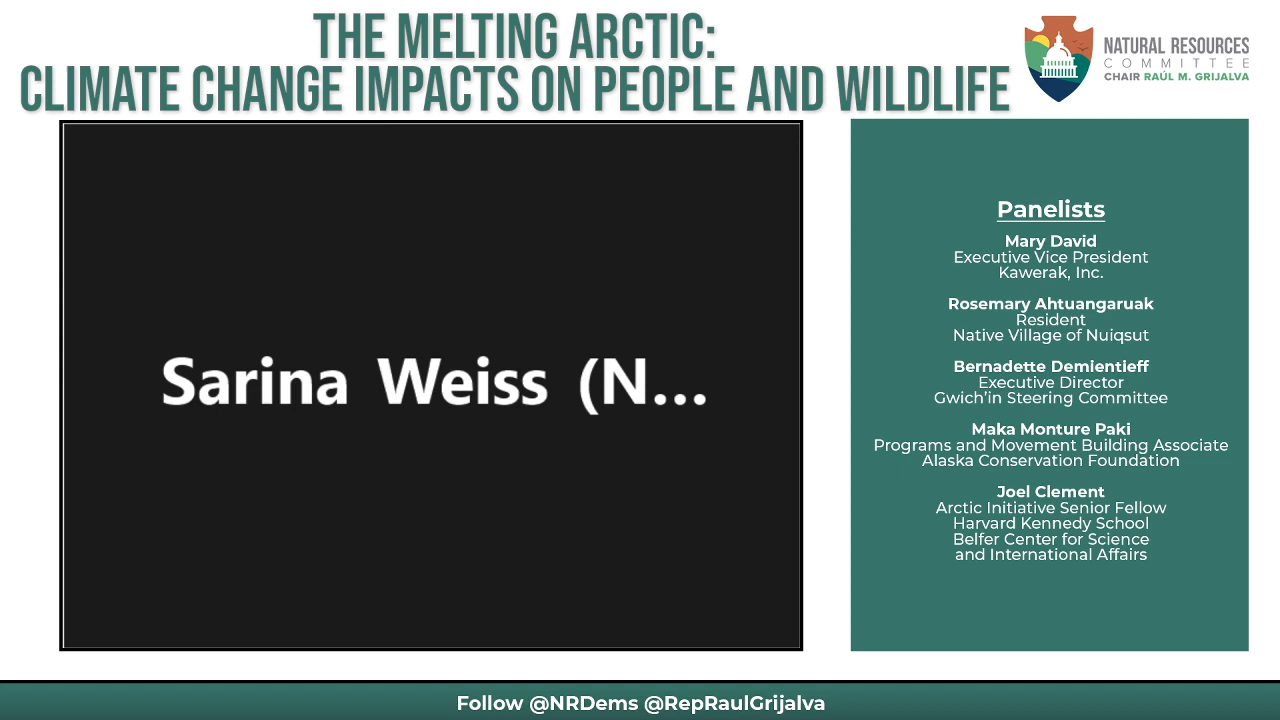 THE MELTING ARCTIC:
CLIMATE CHANGE IMPACTS ON PEOPLE AND WILDLIFE
NATURAL RESOURCES
COMMITTEE
CHAIR RAÚL M. GRIJALVA
Sarina Weiss (N...
Panelists
Mary David
Executive Vice President
Kawerak, Inc.
Rosemary Ahtuangaruak
Resident
Native Village of Nuiqsut
Bernadette Demientieff
Executive Director
Gwich’in Steering Committee
Maka Monture Paki
Programs and Movement Building Associate
Alaska Conservation Foundation
Joel Clement
Arctic Initiative Senior Fellow
Harvard Kennedy School
Belfer Center for Science
and International Affairs
Follow @NRDems @RepRaulGrijalva